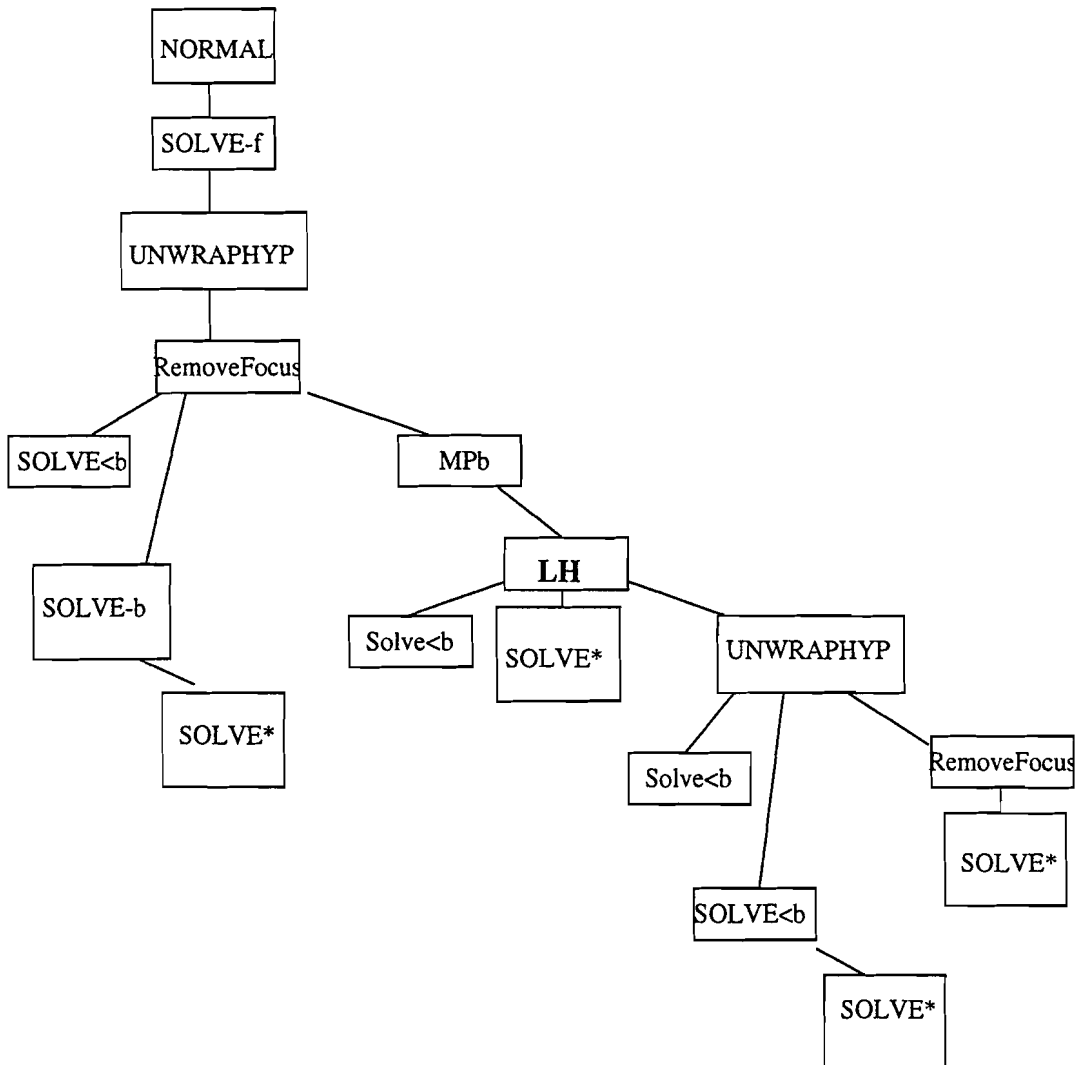 NORMAL
SOLVE-f
UNWRAPHYP
RemoveFocus
SOLVE<b
MPb
LH
SOLVE-b
Solve<b
SOLVE*
UNWRAPHYP
SOLVE*
Solve<b
RemoveFocus
SOLVE*
SOLVE<b
SOLVE*